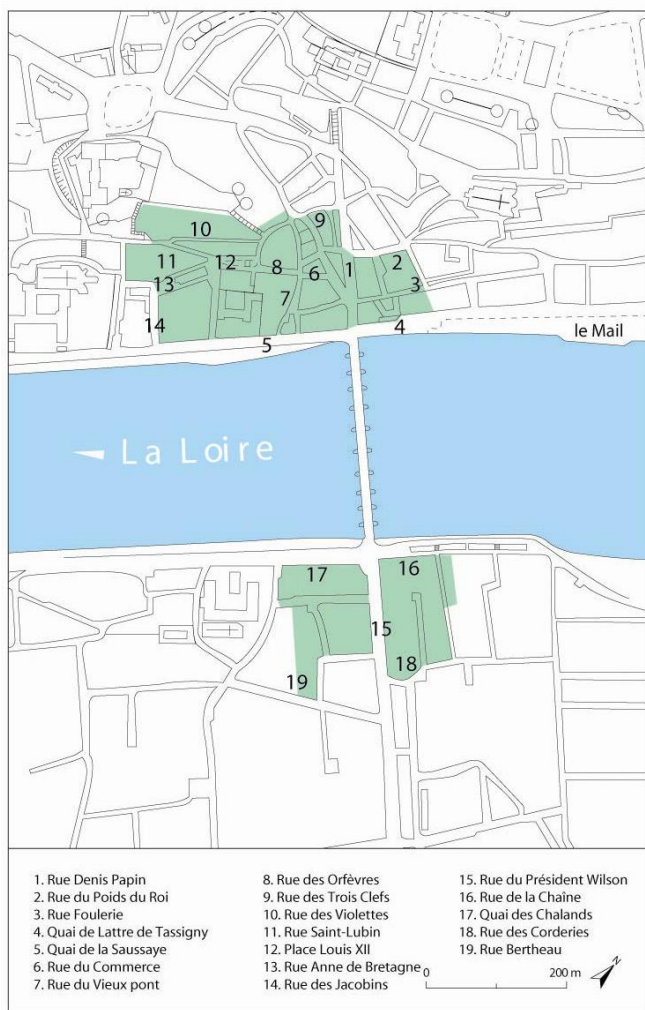 10
9
11
12
8
6
1
2
13
7
3
14
5
4
le Mail
La Loire
17
16
15
18
19
1. Rue Denis Papin
2. Rue du Poids du Roi
3. Rue Foulerie
4. Quai de Lattre de Tassigny
5. Quai de la Saussaye
6. Rue du Commerce
7. Rue du Vieux pont
8. Rue des Orfèvres
9. Rue des Trois Clefs
10. Rue des Violettes
11. Rue Saint-Lubin
12. Place Louis XII
13. Rue Anne de Bretagne
14. Rue des Jacobins
15. Rue du Président Wilson
16. Rue de la Chaîne
17. Quai des Chalands
18. Rue des Corderies
19. Rue Bertheau
0 200 m
N